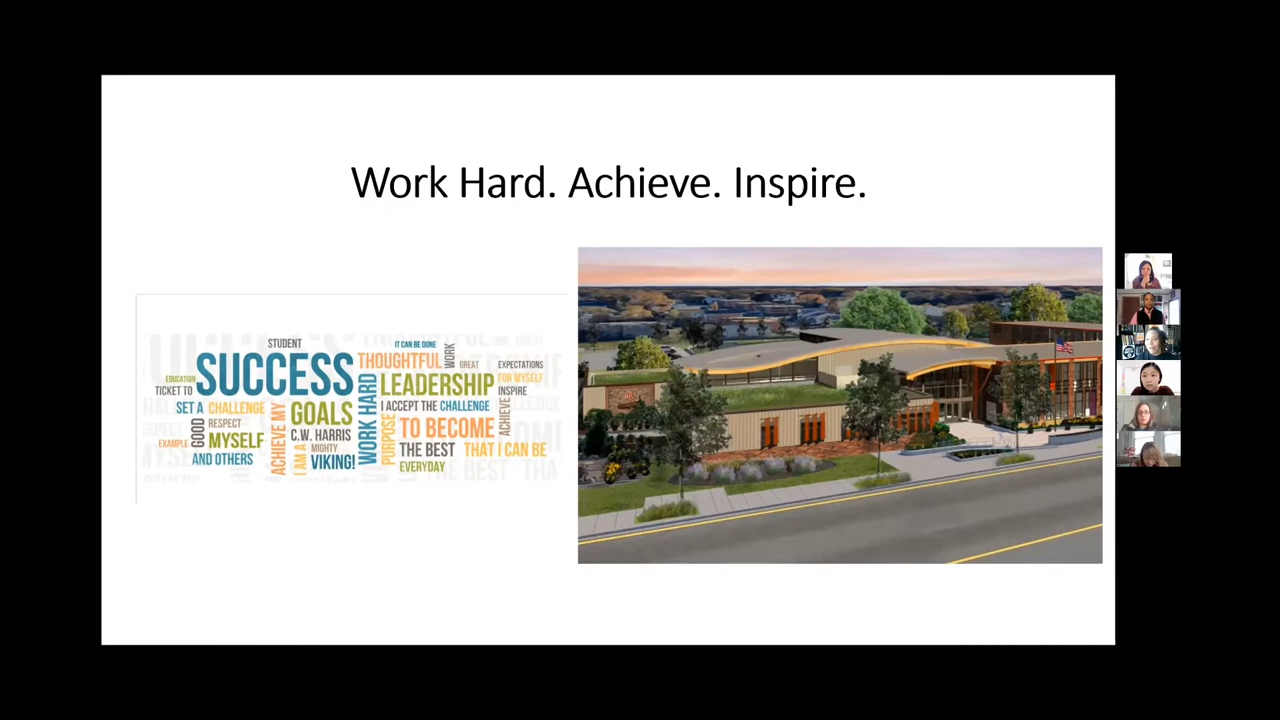 Work Hard. Achieve. Inspire.
STUDENT
SUCCESS
EDUCATION
TICKET TO
SET A CHALLENGE
GOOD
RESPECT
EXAMPLE
MYSELF
AND OTHERS
ACHIEVE MY
GOALS
I AM A
C.W. HARRIS
MIGHTY
VIKING!
IT CAN BE DONE
THOUGHTFUL
WORK
GREAT
EXPECTATIONS
WORK HARD
LEADERSHIP
FOR MYSELF
INSPIRE
I ACCEPT THE CHALLENGE
ACHIEVE
PURPOSE
TO BECOME
THE BEST
THAT I CAN BE
EVERYDAY